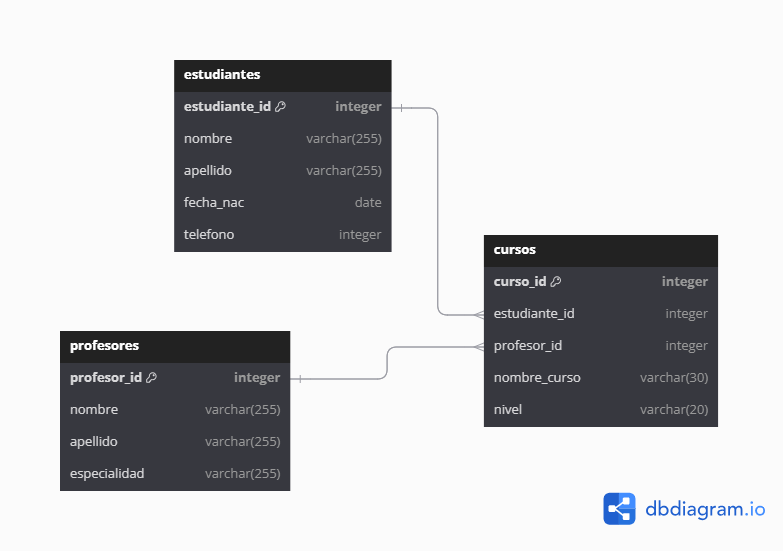 estudiantes
estudiante_id integer
nombre varchar(255)
apellido varchar(255)
fecha_nac date
telefono integer
cursos
curso_id integer
estudiante_id integer
profesor_id integer
nombre_curso varchar(30)
nivel varchar(20)
profesores
profesor_id integer
nombre varchar(255)
apellido varchar(255)
especialidad varchar(255)
dbdiagram.io